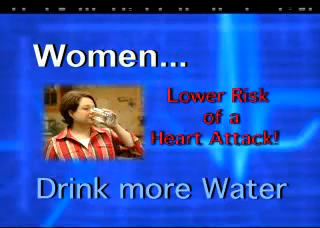 Women...
Lower Risk
of a
Heart Attack!
Drink more Water